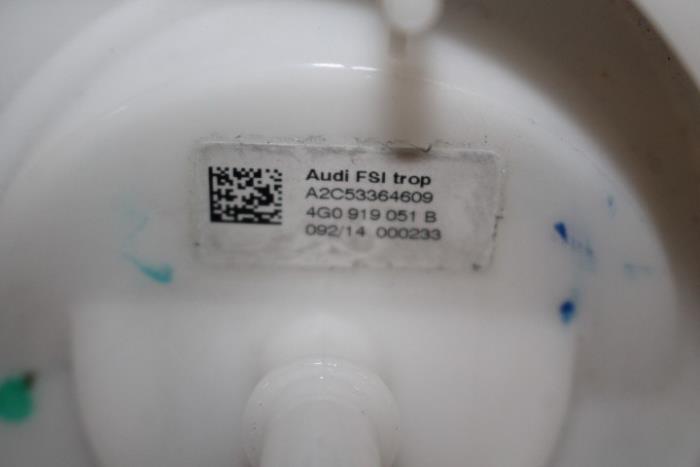 Audi FSI trop
A2C53364609
4G0 919 051 B
092/14 000233